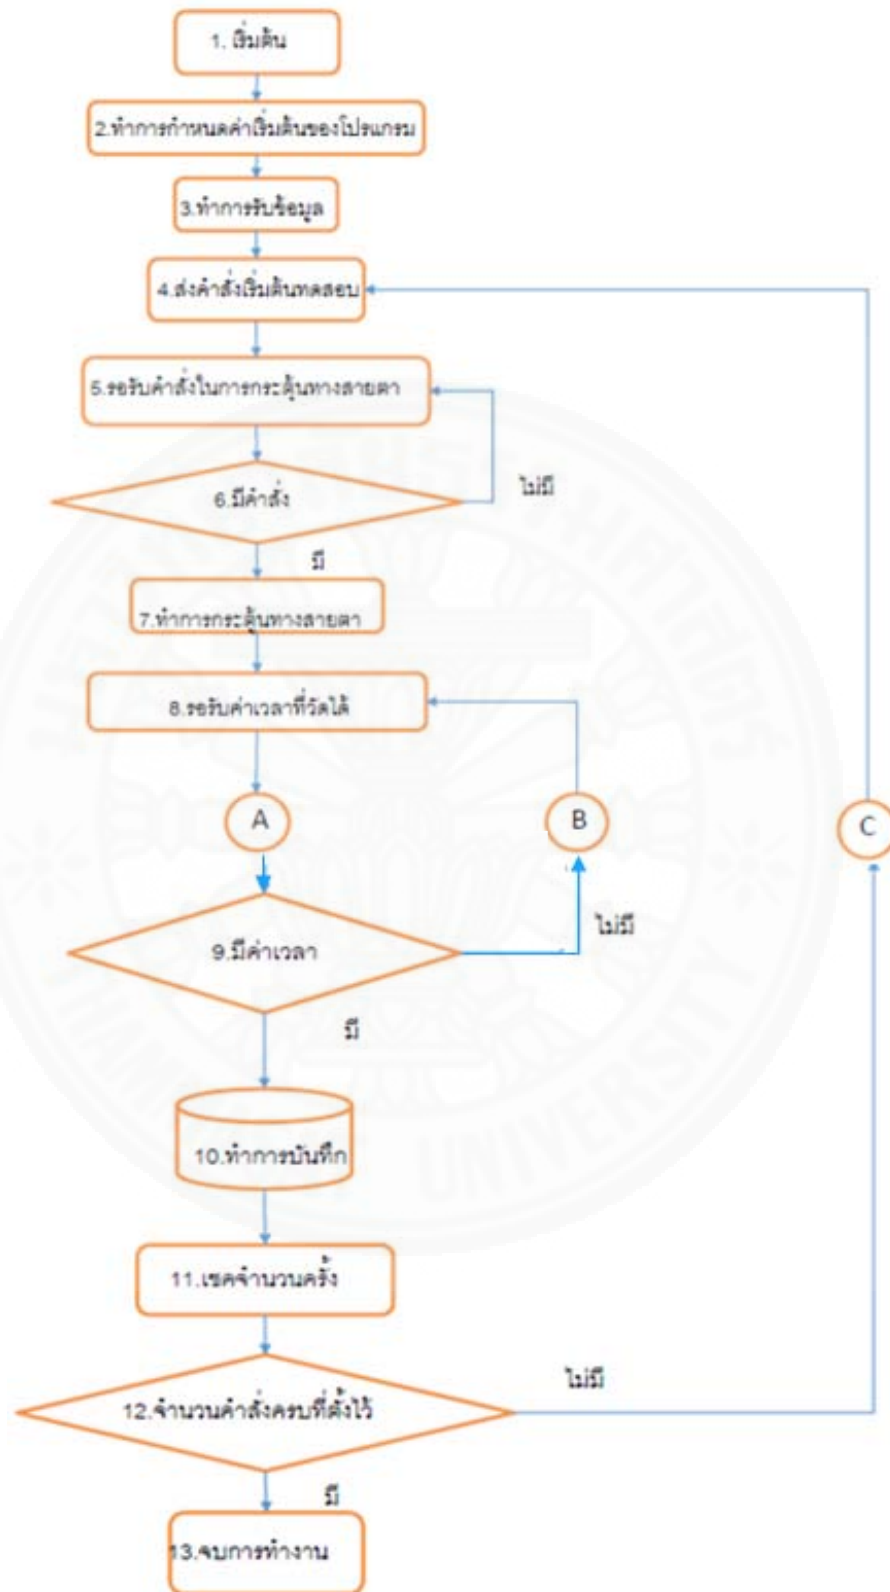 1. เริ่มต้น
2.ทำการกำหนดค่าเริ่มต้นของโปรแกรม
3.ทำการรับข้อมูล
4.ส่งคำสั่งเริ่มต้นทดสอบ
5.รอรับคำสั่งในการกระตุ้นทางสายตา
6.มีคำสั่ง
ไม่มี
มี
7.ทำการกระตุ้นทางสายตา
8.รอรับค่าเวลาที่วัดได้
A
B
C
9.มีค่าเวลา
ไม่มี
มี
10.ทำการบันทึก
11.เชคจำนวนครั้ง
12.จำนวนคำสั่งครบที่ตั้งไว้
ไม่มี
มี
13.จบการทำงาน
UNIVERSITY